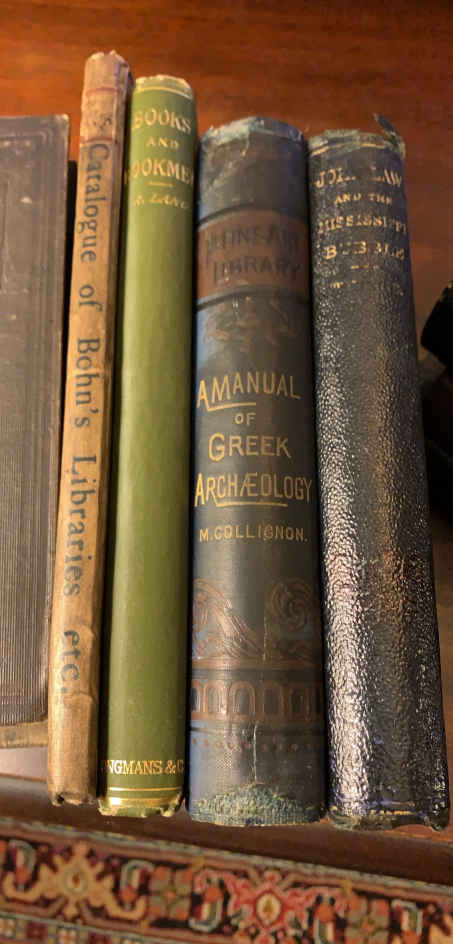 Catalogue of Bohn's Libraries etc.
BOOKS
AND
BOOKMEN
A. LANG
FINE-ART
LIBRARY
A MANUAL
OF
GREEK
ARCHÆOLOGY
M. COLLIGNON.
JOHN LAW
AND THE
MISSISSIPPI
BUBBLE
NGMANS & C